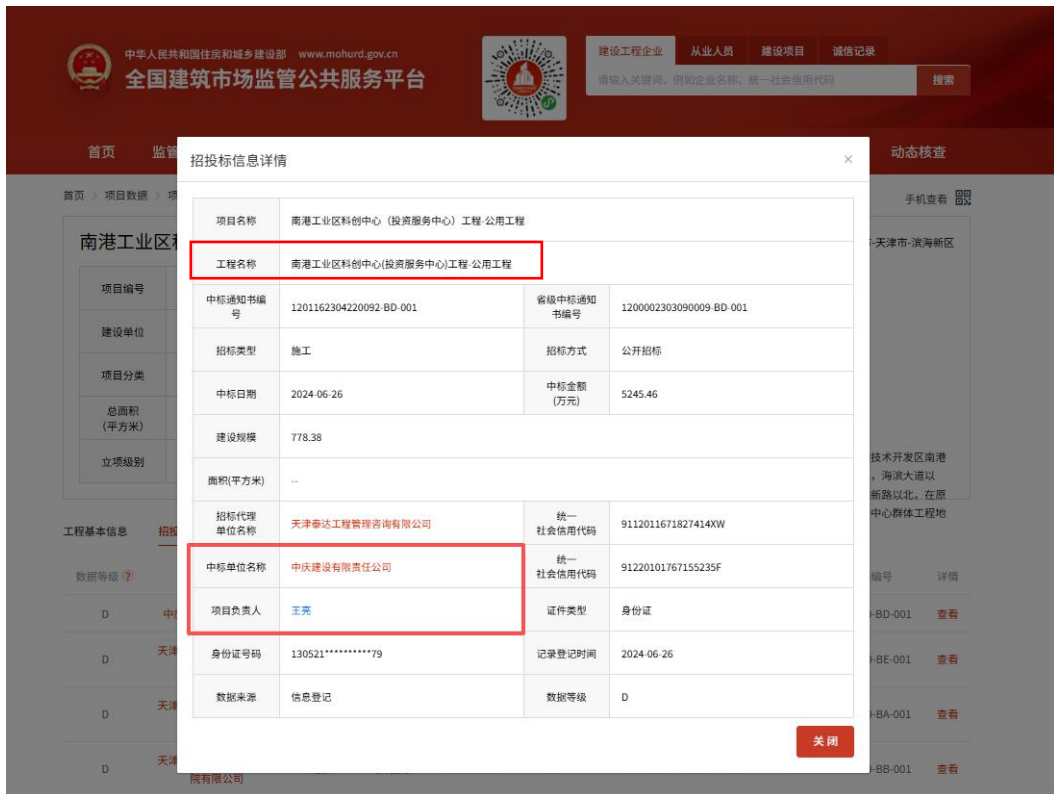 中华人民共和国住房和城乡建设部 www.mohurd.gov.cn
全国建筑市场监管公共服务平台
建设工程企业 从业人员 建设项目 诚信记录
请输入关键词，例如企业名称、统一社会信用代码 搜索
首页 监管 动态核查
招投标信息详情 ×
首页 > 项目数据 > 项 手机查看
南港工业区科 -天津市-滨海新区
项目编号
建设单位
项目分类
总面积
(平方米)
立项级别
项目名称 南港工业区科创中心（投资服务中心）工程-公用工程
工程名称 南港工业区科创中心(投资服务中心)工程-公用工程
中标通知书编号 1201162304220092-BD-001 省级中标通知书编号 1200002303090009-BD-001
招标类型 施工 招标方式 公开招标
中标日期 2024-06-26 中标金额(万元) 5245.46
建设规模 778.38
面积(平方米) --
招标代理单位名称 天津泰达工程管理咨询有限公司 统一社会信用代码 9112011671827414XW
中标单位名称 中庆建设有限责任公司 统一社会信用代码 91220101767155235F
项目负责人 王亮 证件类型 身份证
身份证号码 130521**********79 记录登记时间 2024-06-26
数据来源 信息登记 数据等级 D
关闭
技术开发区南港
，海滨大道以
新路以北，在原
中心群体工程地
工程基本信息 招投
数据等级 ? 编号 详情
D 中庆 -BD-001 查看
D 天津 -BE-001 查看
D 天津 -BA-001 查看
D 天津 -BB-001 查看
院有限公司